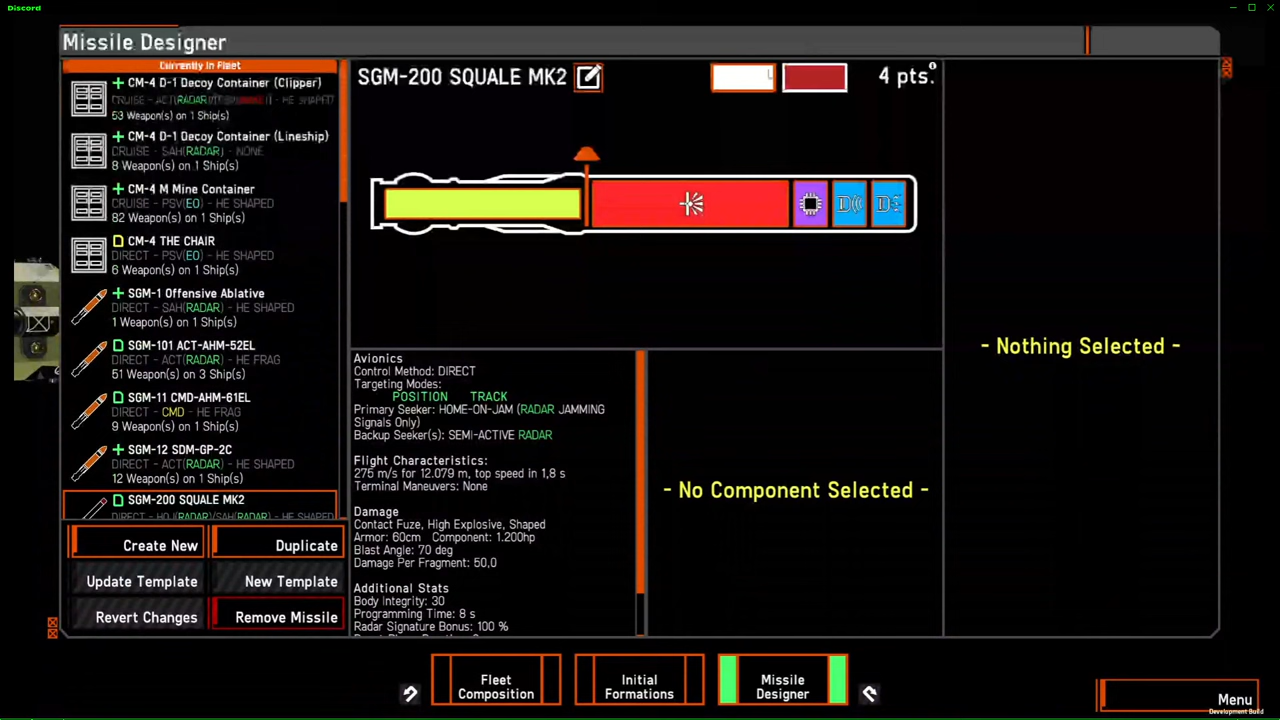 Discord
Missile Designer
Currently in Fleet
CM-4 D-1 Decoy Container (Clipper)
53 Weapon(s) on 1 Ship(s)
CM-4 D-1 Decoy Container (Lineship)
CRUISE - SAH(RADAR) - NONE
8 Weapon(s) on 1 Ship(s)
CM-4 M Mine Container
CRUISE - PSV(EO) - HE SHAPED
82 Weapon(s) on 1 Ship(s)
CM-4 THE CHAIR
DIRECT - PSV(EO) - HE SHAPED
6 Weapon(s) on 1 Ship(s)
SGM-1 Offensive Ablative
DIRECT - SAH(RADAR) - HE SHAPED
1 Weapon(s) on 1 Ship(s)
SGM-101 ACT-AHM-52EL
DIRECT - ACT(RADAR) - HE FRAG
51 Weapon(s) on 3 Ship(s)
SGM-11 CMD-AHM-61EL
DIRECT - CMD - HE FRAG
9 Weapon(s) on 1 Ship(s)
SGM-12 SDM-GP-2C
DIRECT - ACT(RADAR) - HE SHAPED
12 Weapon(s) on 1 Ship(s)
SGM-200 SQUALE MK2
DIRECT - HOJ(RADAR)/SAH(RADAR) - HE SHAPED
Create New
Duplicate
Update Template
New Template
Revert Changes
Remove Missile
SGM-200 SQUALE MK2
4 pts.
Avionics
Control Method: DIRECT
Targeting Modes:
POSITION TRACK
Primary Seeker: HOME-ON-JAM (RADAR JAMMING
Signals Only)
Backup Seeker(s): SEMI-ACTIVE RADAR
Flight Characteristics:
275 m/s for 12.079 m, top speed in 1,8 s
Terminal Maneuvers: None
Damage
Contact Fuze, High Explosive, Shaped
Armor: 60cm Component: 1.200hp
Blast Angle: 70 deg
Damage Per Fragment: 50,0
Additional Stats
Body Integrity: 30
Programming Time: 8 s
Radar Signature Bonus: 100 %
- No Component Selected -
- Nothing Selected -
Fleet Composition
Initial Formations
Missile Designer
Menu
Development Build